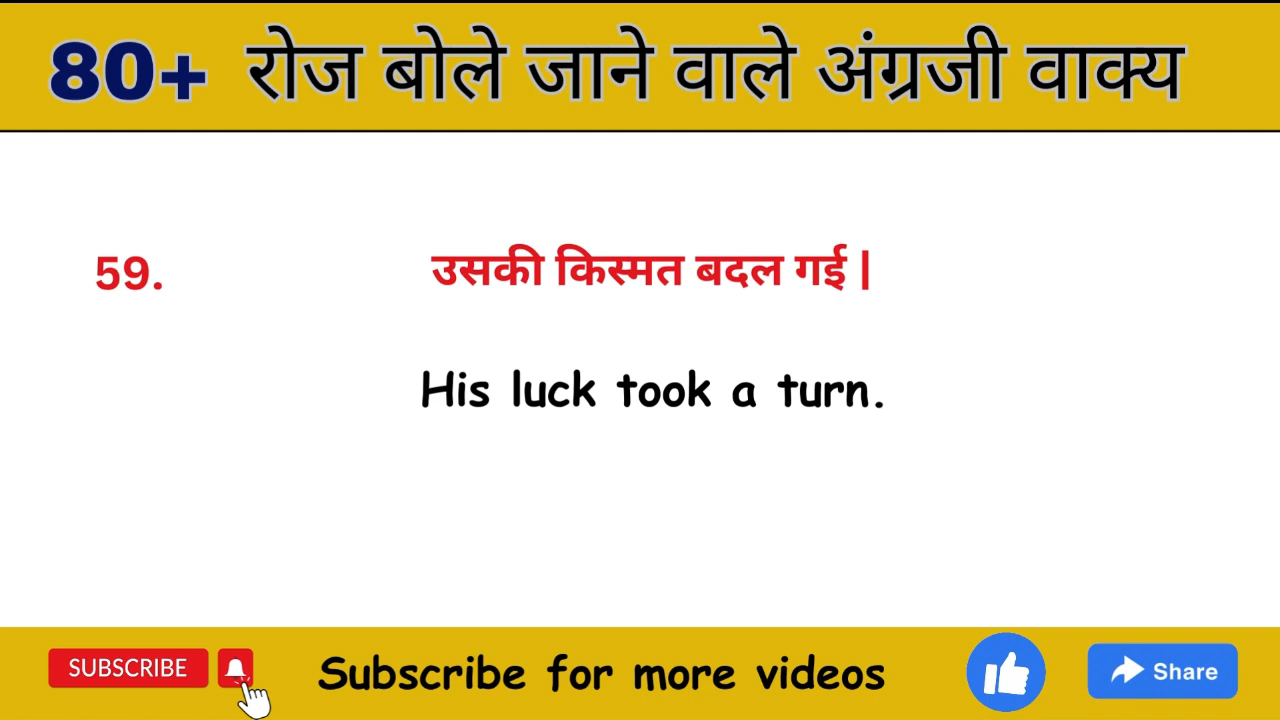 80+ रोज बोले जाने वाले अंग्रजी वाक्य
59. उसकी किस्मत बदल गई |
His luck took a turn.
SUBSCRIBE Subscribe for more videos Share